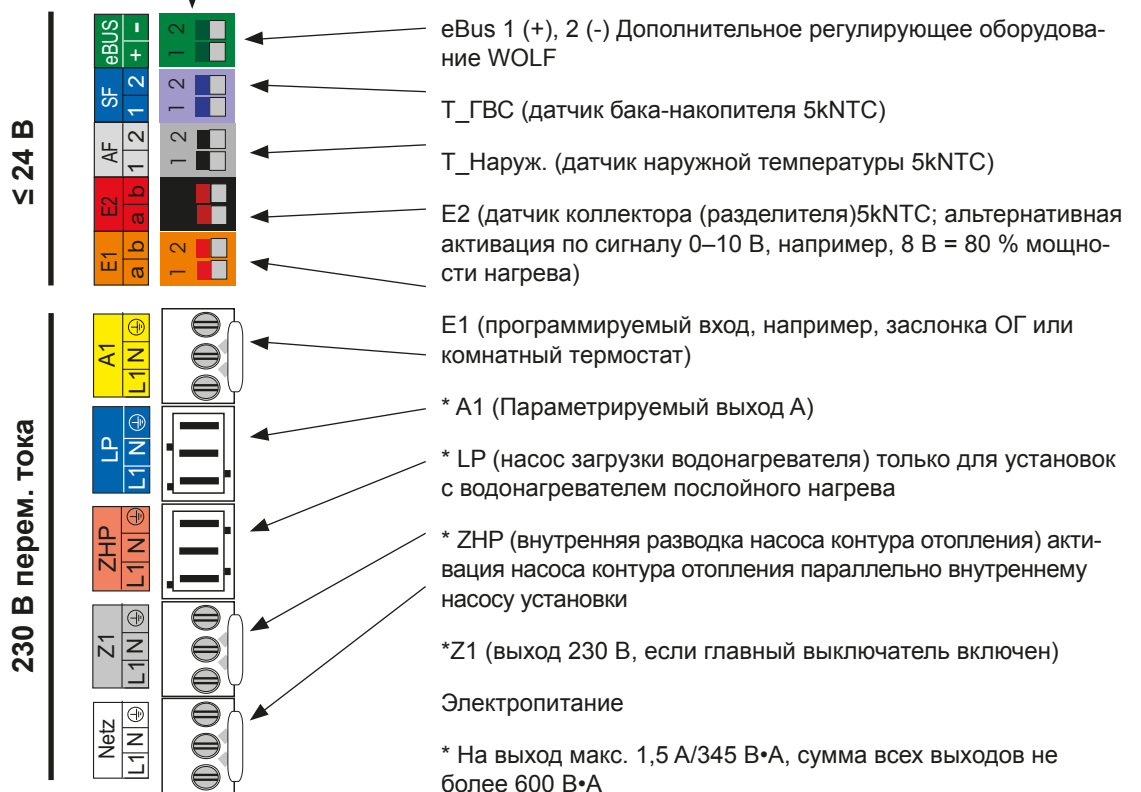 ≤ 24 В
eBUS
+ -
1 2
eBus 1 (+), 2 (-) Дополнительное регулирующее оборудова-
ние WOLF
SF
1 2
1 2
T_ГВС (датчик бака-накопителя 5kNTC)
AF
1 2
1 2
T_Наруж. (датчик наружной температуры 5kNTC)
E2
a b
E2 (датчик коллектора (разделителя)5kNTC; альтернативная
активация по сигналу 0–10 В, например, 8 В = 80 % мощно-
сти нагрева)
E1
a b
1 2
E1 (программируемый вход, например, заслонка ОГ или
комнатный термостат)
230 В перем. тока
A1
L1 N
* A1 (Параметрируемый выход A)
LP
L1 N
* LP (насос загрузки водонагревателя) только для установок
с водонагревателем послойного нагрева
ZHP
L1 N
* ZHP (внутренняя разводка насоса контура отопления) акти-
вация насоса контура отопления параллельно внутреннему
насосу установки
Z1
L1 N
*Z1 (выход 230 В, если главный выключатель включен)
Netz
L1 N
Электропитание
* На выход макс. 1,5 A/345 В•А, сумма всех выходов не
более 600 В•А